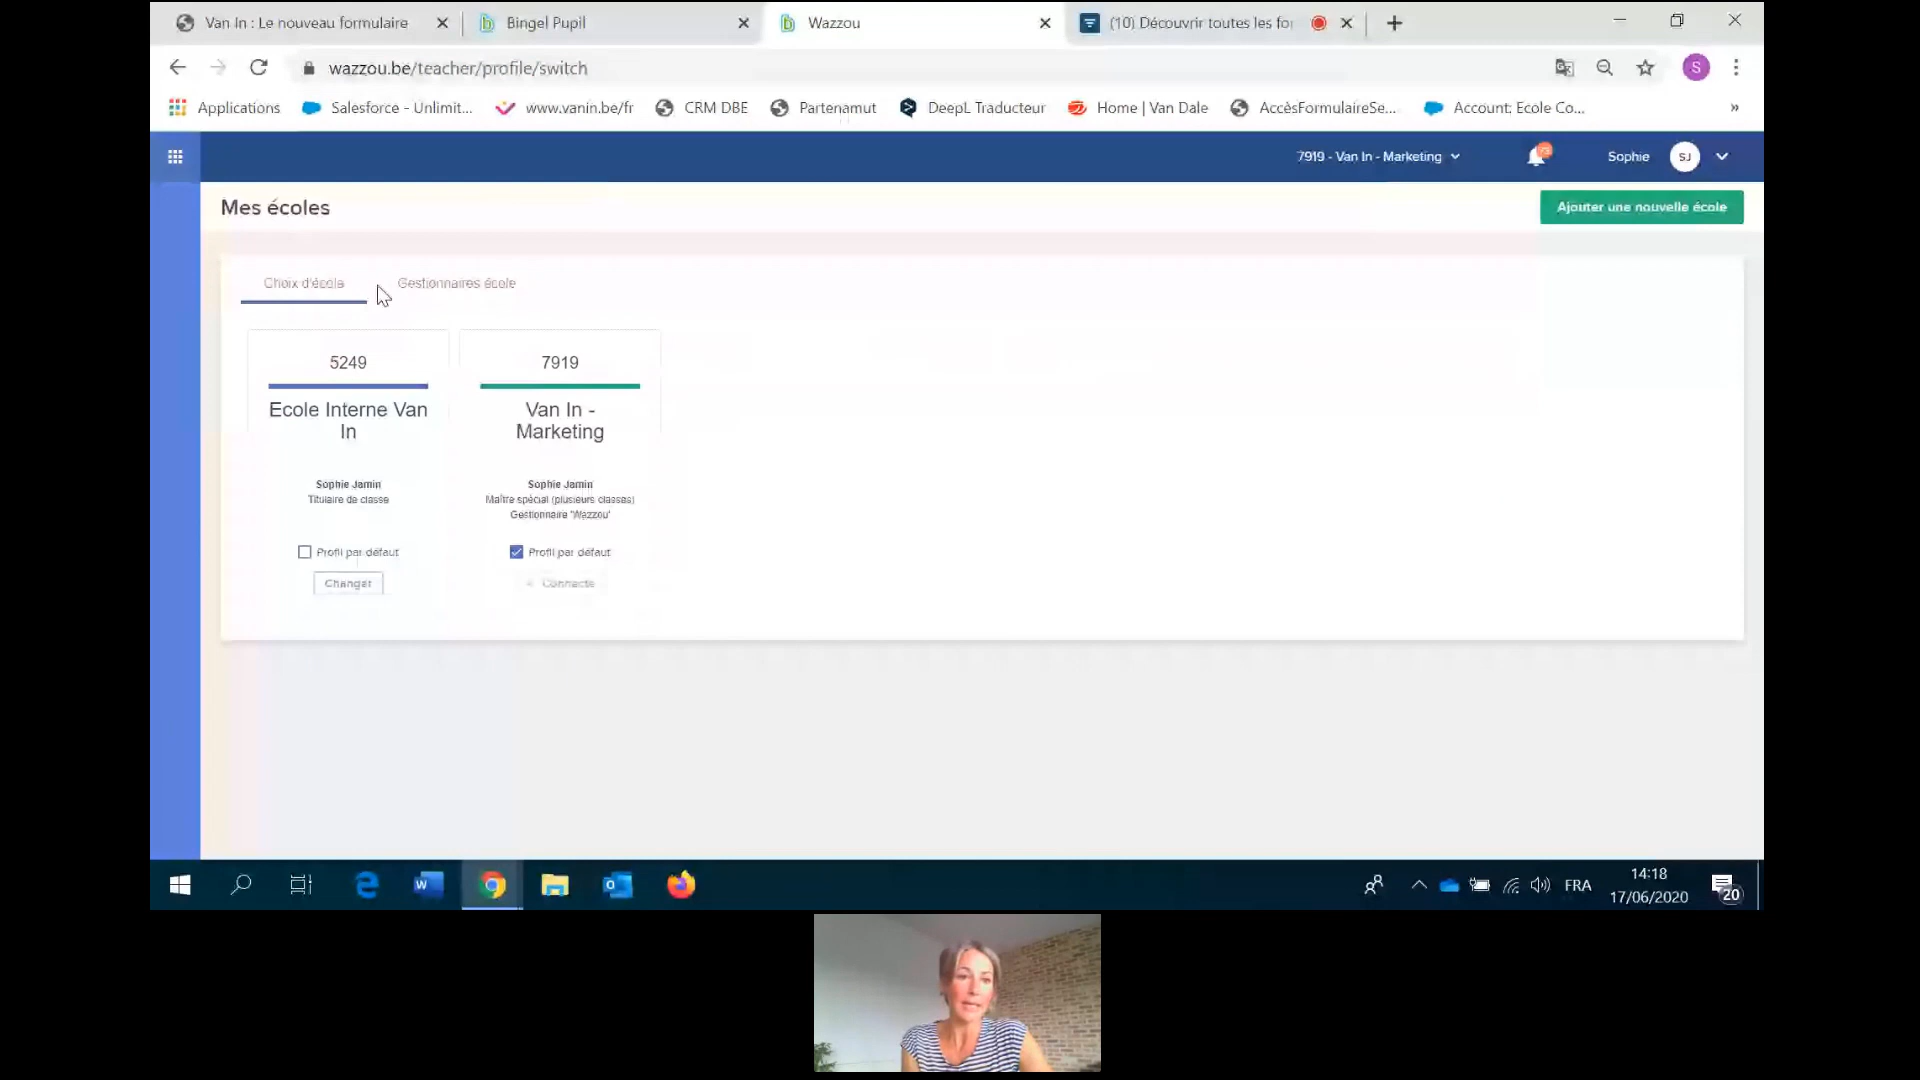 Van In : Le nouveau formulaire
Bingel Pupil
Wazzou
(10) Découvrir toutes les fo
wazzou.be/teacher/profile/switch
S
Applications
Salesforce - Unlimit...
www.vanin.be/fr
CRM DBE
Partenamut
DeepL Traducteur
Home | Van Dale
AccèsFormulaireSe...
Account: Ecole Co...
»
7919 - Van In - Marketing
Sophie
SJ
Mes écoles
Ajouter une nouvelle école
Choix d'école
Gestionnaires école
5249
Ecole Interne Van
In
Sophie Jamin
Titulaire de classe
Profil par défaut
Changer
7919
Van In -
Marketing
Sophie Jamin
Maître spécial (plusieurs classes)
Gestionnaire "Wazzou"
Profil par défaut
Connecté
FRA
14:18
17/06/2020
20